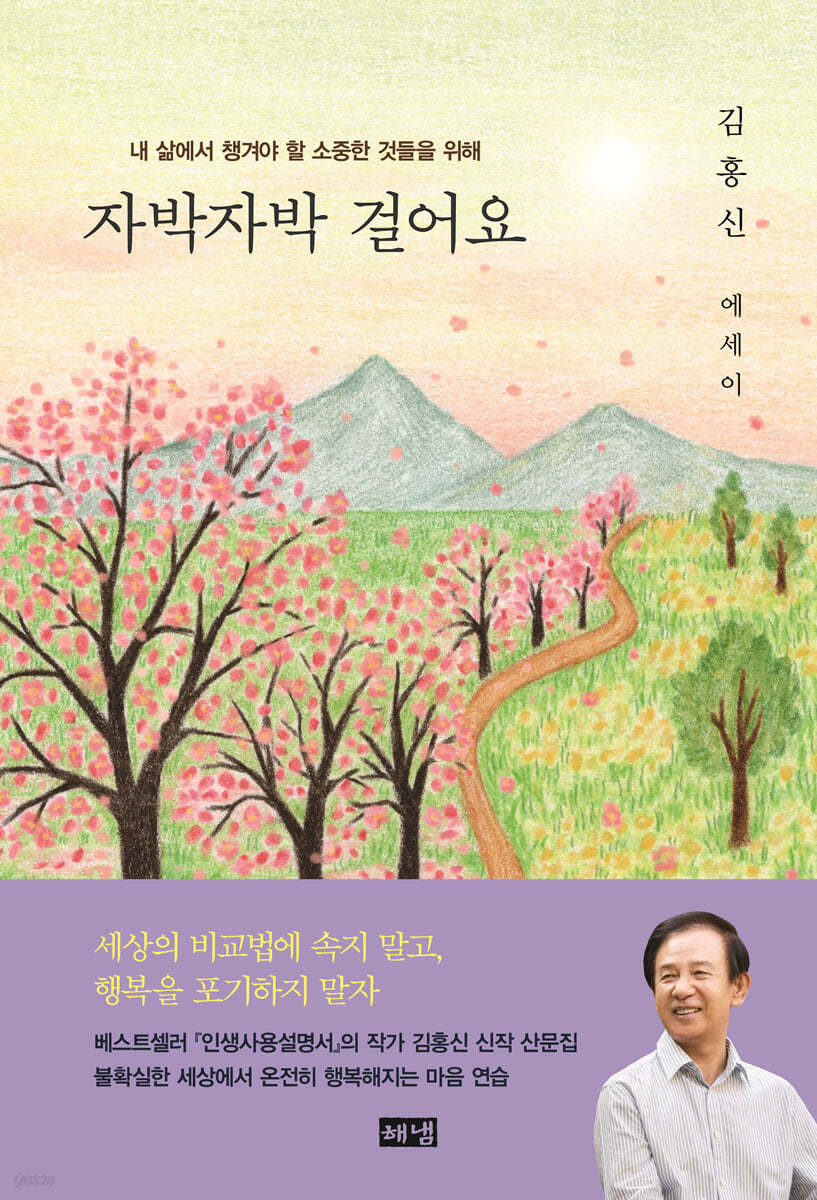 내 삶에서 챙겨야 할 소중한 것들을 위해
자박자박 걸어요
김홍신 에세이
세상의 비교법에 속지 말고,
행복을 포기하지 말자
베스트셀러 『인생사용설명서』의 작가 김홍신 신작 산문집
불확실한 세상에서 온전히 행복해지는 마음 연습
해냄
yes24